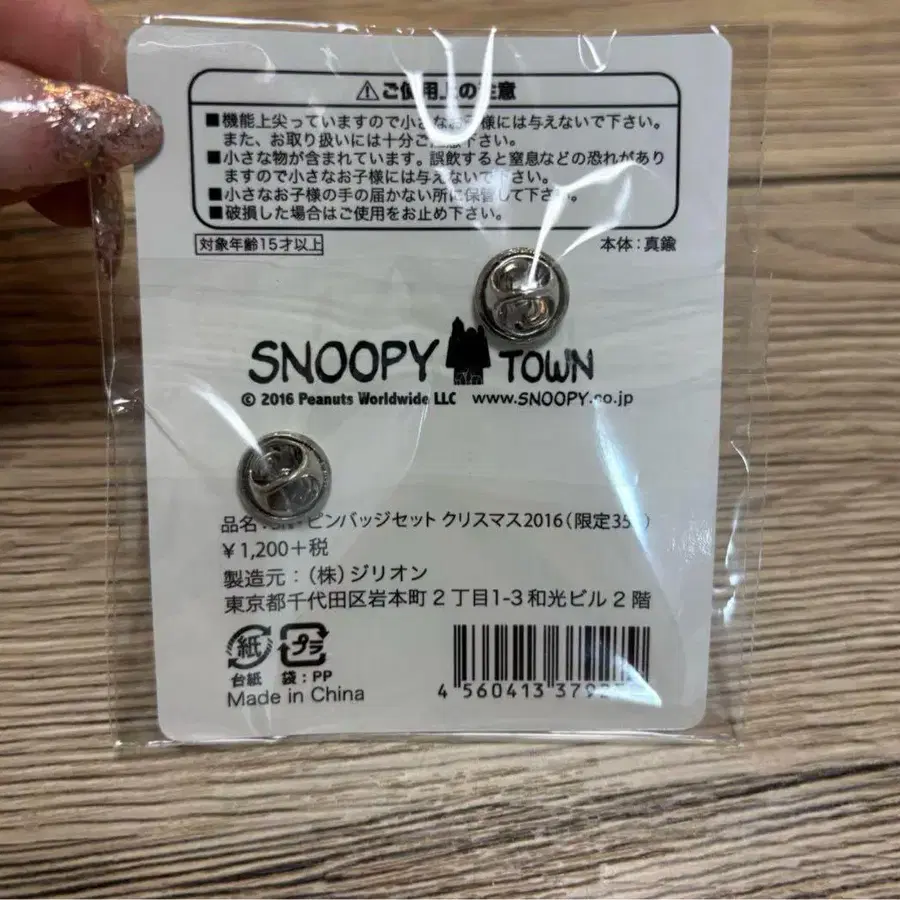 ⚠ご使用上の注意
■機能上尖っていますので小さなお子様には与えないで下さい。
また、お取り扱いには十分ご注意下さい。
■小さな物が含まれています。誤飲すると窒息などの恐れがあり
ますので小さなお子様には与えないで下さい。
■小さなお子様の手の届かない所に保管して下さい。
■破損した場合はご使用をお止め下さい。
対象年齢15才以上 本体:真鍮
SNOOPY TOWN
© 2016 Peanuts Worldwide LLC www.SNOOPY.co.jp
品名: ピンバッジセット クリスマス2016(限定35
¥1,200+税
製造元:(株)ジリオン
東京都千代田区岩本町2丁目1-3和光ビル2階
紙 プラ
台紙 袋:PP
Made in China
4 560413 379